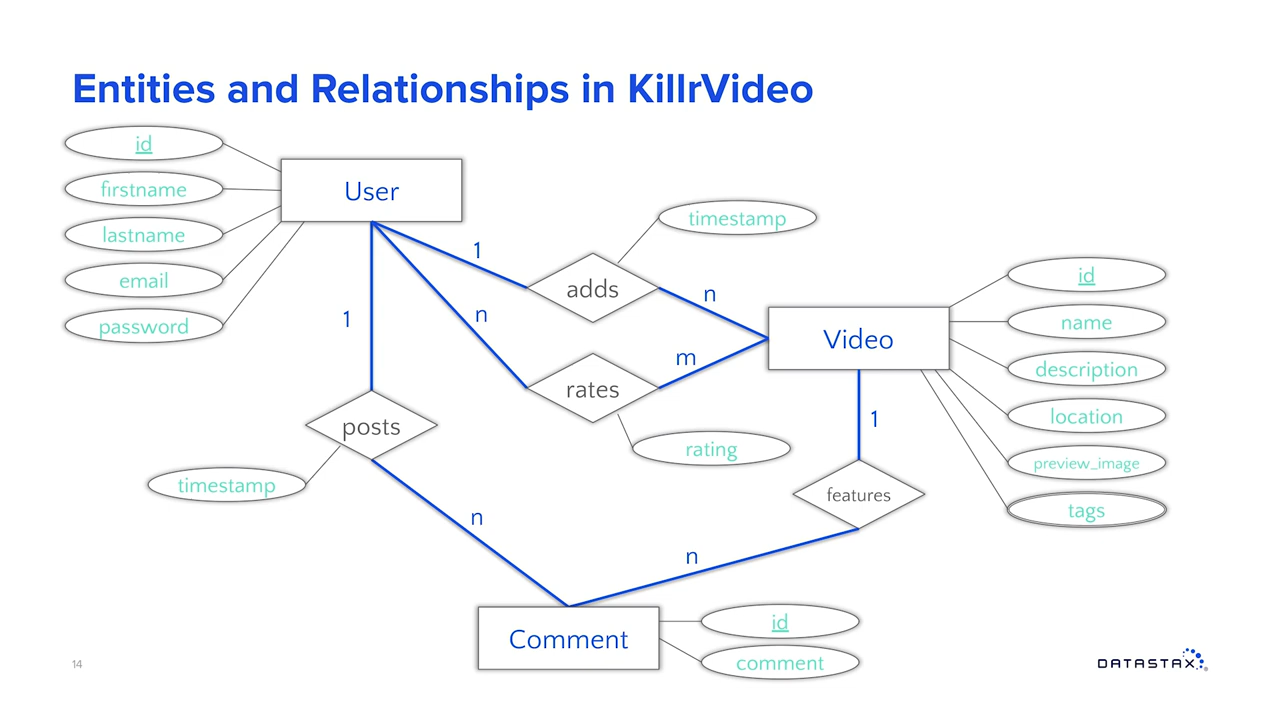 Entities and Relationships in KillrVideo
id
firstname
lastname
email
password
User
1
n
1
adds
timestamp
n
rates
m
rating
Video
id
name
description
location
preview_image
tags
1
features
posts
timestamp
n
n
Comment
id
comment
14
DATASTAX